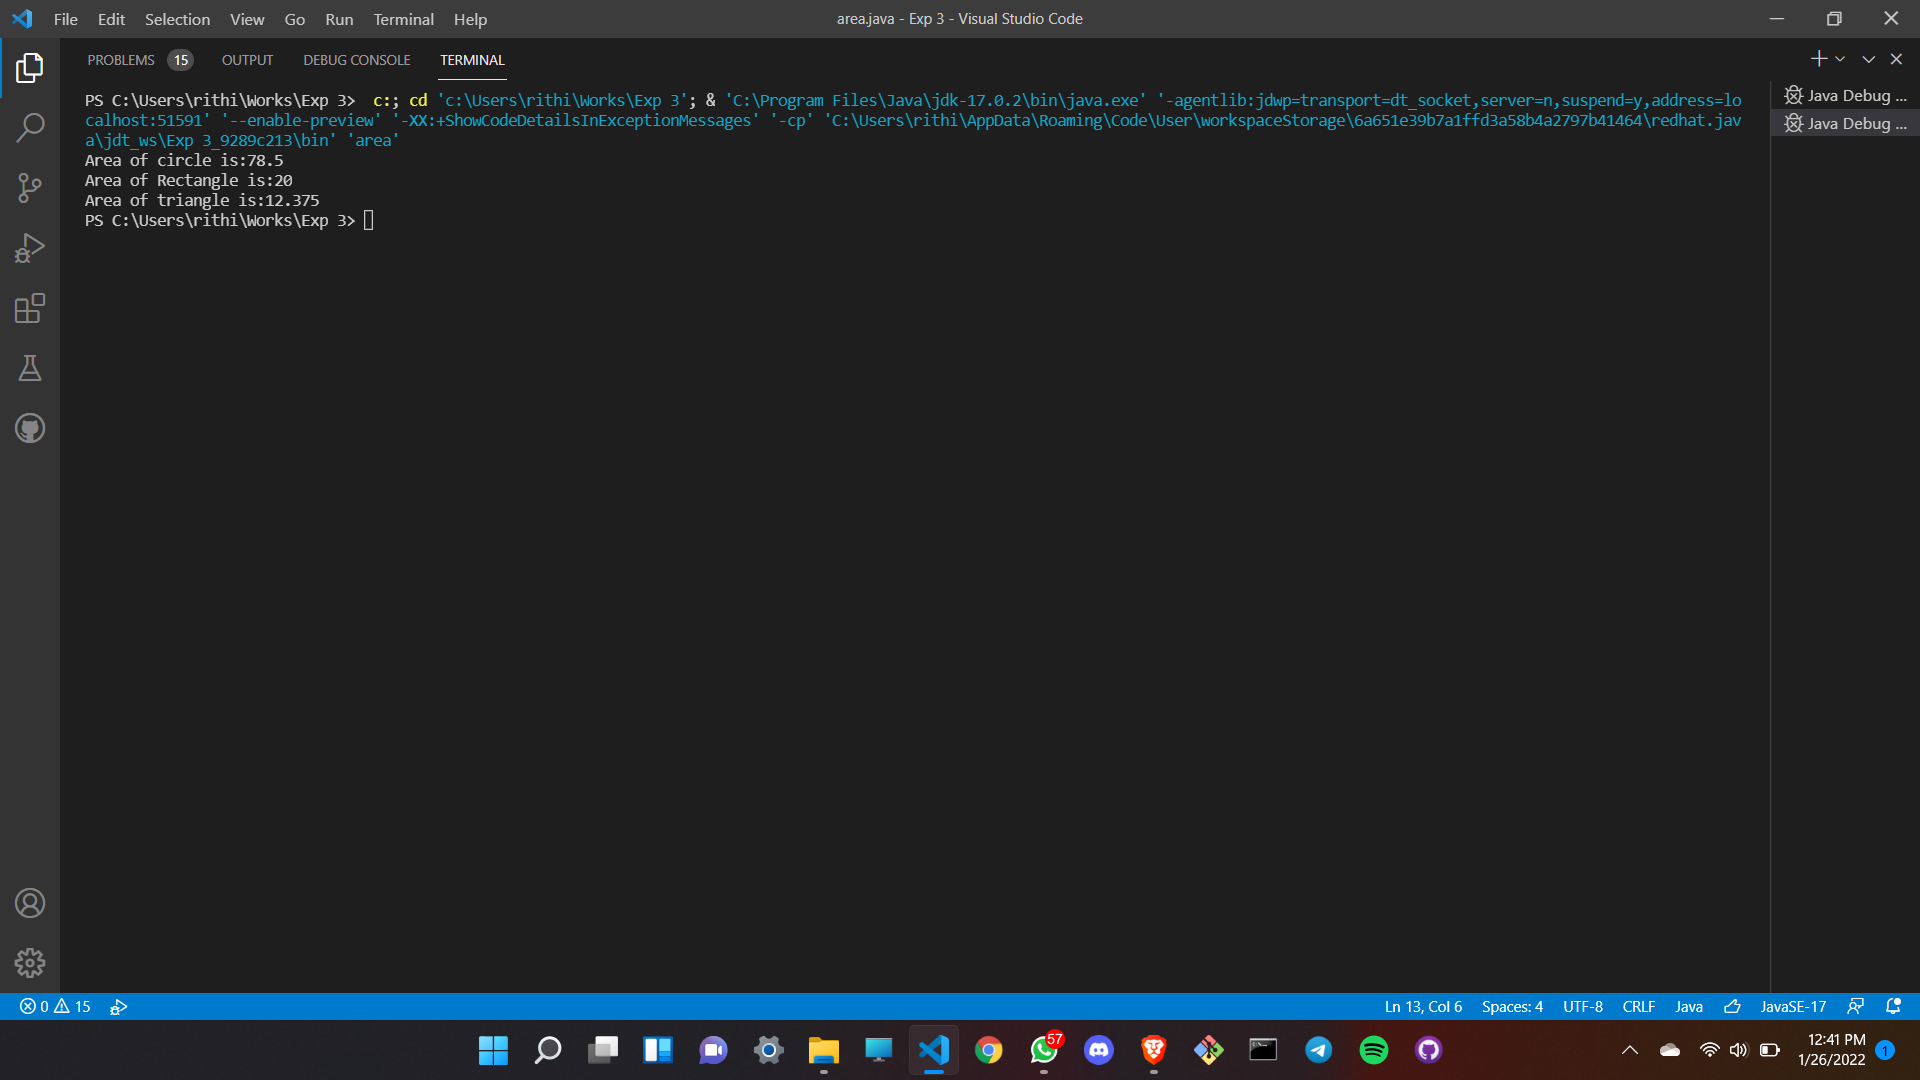 File Edit Selection View Go Run Terminal Help
area.java - Exp 3 - Visual Studio Code
PROBLEMS 15 OUTPUT DEBUG CONSOLE TERMINAL
PS C:\Users\rithi\Works\Exp 3>  c:; cd 'c:\Users\rithi\Works\Exp 3'; & 'C:\Program Files\Java\jdk-17.0.2\bin\java.exe' '-agentlib:jdwp=transport=dt_socket,server=n,suspend=y,address=lo
calhost:51591' '--enable-preview' '-XX:+ShowCodeDetailsInExceptionMessages' '-cp' 'C:\Users\rithi\AppData\Roaming\Code\User\workspaceStorage\6a651e39b7a1ffd3a58b4a2797b41464\redhat.jav
a\jdt_ws\Exp 3_9289c213\bin' 'area'
Area of circle is:78.5
Area of Rectangle is:20
Area of triangle is:12.375
PS C:\Users\rithi\Works\Exp 3>
Java Debug ...
Java Debug ...
0 15
Ln 13, Col 6 Spaces: 4 UTF-8 CRLF Java JavaSE-17
57
12:41 PM
1/26/2022
1